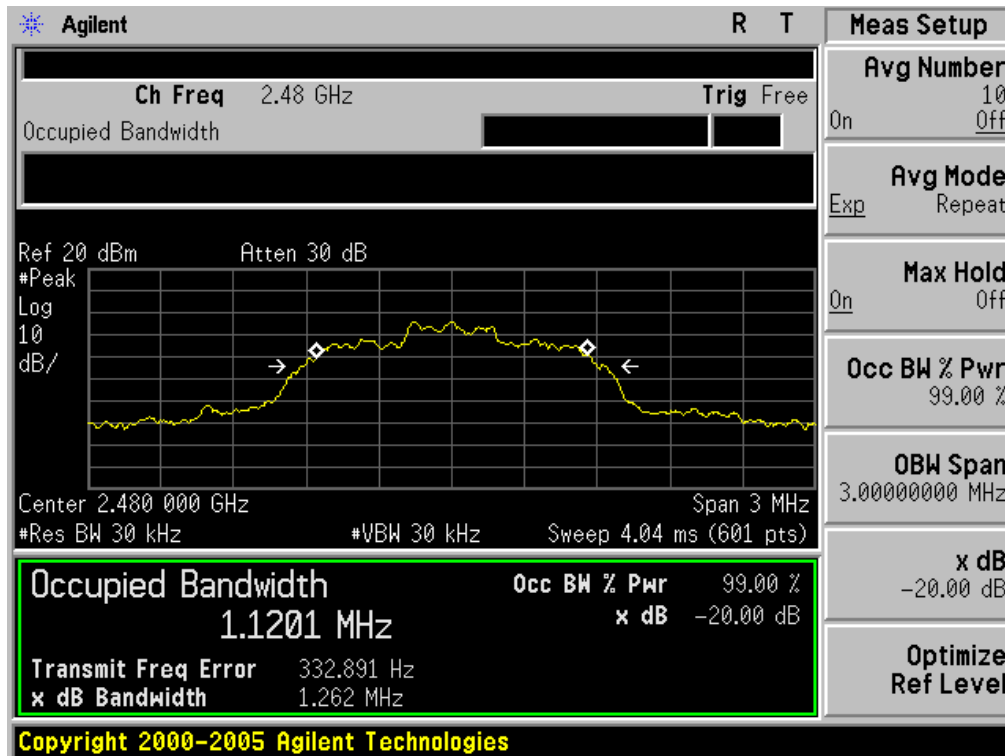 Agilent R T
Ch Freq 2.48 GHz Trig Free
Occupied Bandwidth
Ref 20 dBm Atten 30 dB
#Peak
Log
10
dB/
Center 2.480 000 GHz Span 3 MHz
#Res BW 30 kHz #VBW 30 kHz Sweep 4.04 ms (601 pts)
Occupied Bandwidth
1.1201 MHz
Occ BW % Pwr 99.00 %
x dB -20.00 dB
Transmit Freq Error 332.891 Hz
x dB Bandwidth 1.262 MHz
Copyright 2000-2005 Agilent Technologies
Meas Setup
Avg Number
10
On Off
Avg Mode
Exp Repeat
Max Hold
On Off
Occ BW % Pwr
99.00 %
OBW Span
3.00000000 MHz
x dB
-20.00 dB
Optimize
Ref Level